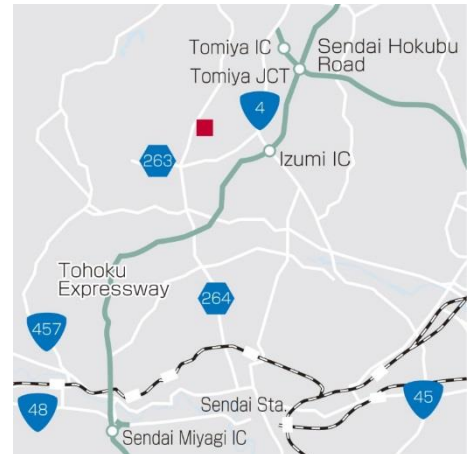 Tomiya IC
Sendai Hokubu
Road
Tomiya JCT
4
263
Izumi IC
Tohoku
Expressway
264
457
48
Sendai Sta.
45
Sendai Miyagi IC